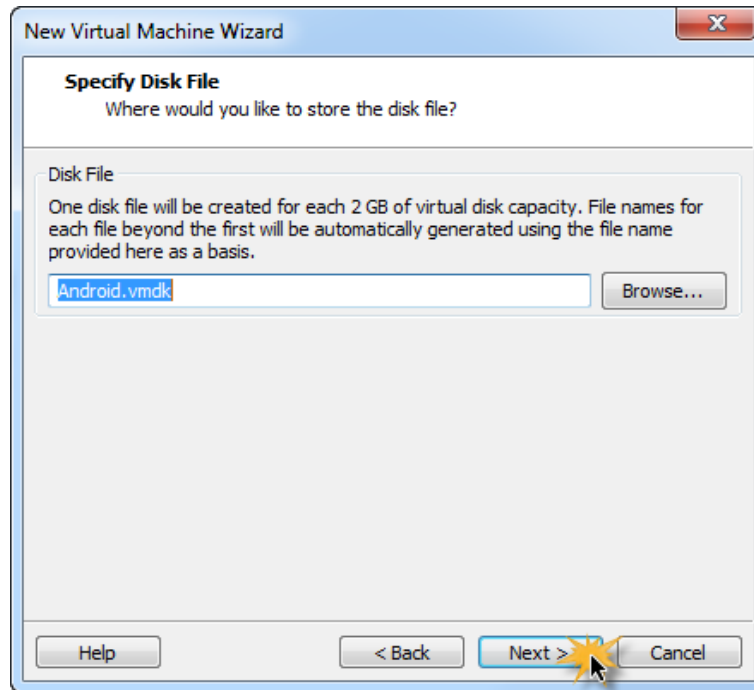 New Virtual Machine Wizard
X
Specify Disk File
Where would you like to store the disk file?
Disk File
One disk file will be created for each 2 GB of virtual disk capacity. File names for
each file beyond the first will be automatically generated using the file name
provided here as a basis.
Android.vmdk Browse...
Help < Back Next > Cancel